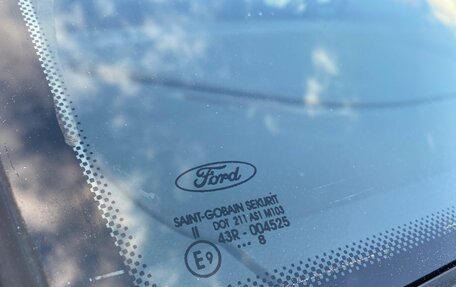 Ford
SAINT-GOBAIN SEKURIT
II DOT 211 AS1 M103
43R - 004525
... 8
E9